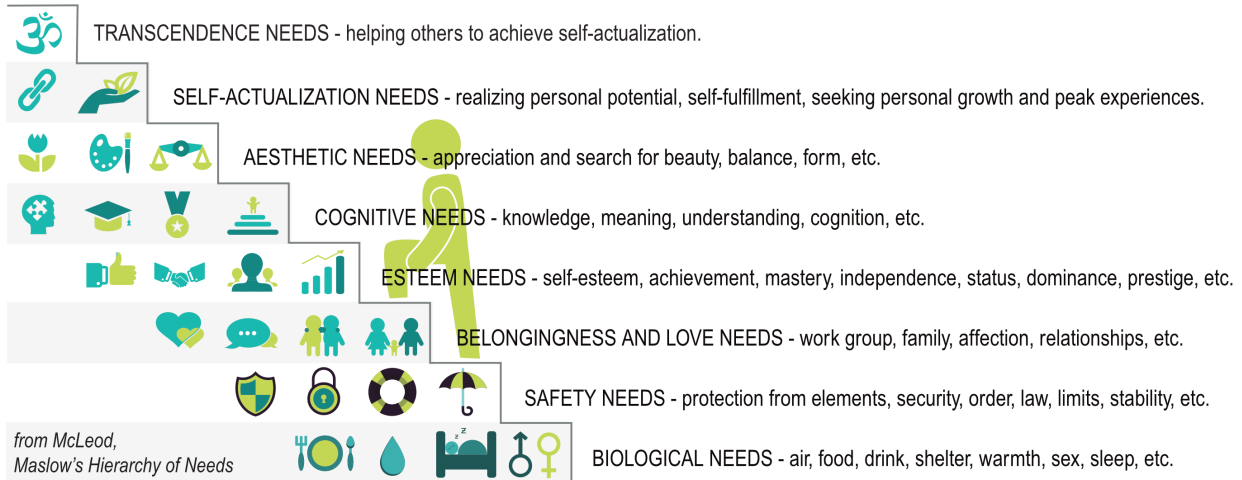 ॐ
TRANSCENDENCE NEEDS - helping others to achieve self-actualization.
SELF-ACTUALIZATION NEEDS - realizing personal potential, self-fulfillment, seeking personal growth and peak experiences.
AESTHETIC NEEDS - appreciation and search for beauty, balance, form, etc.
COGNITIVE NEEDS - knowledge, meaning, understanding, cognition, etc.
ESTEEM NEEDS - self-esteem, achievement, mastery, independence, status, dominance, prestige, etc.
BELONGINGNESS AND LOVE NEEDS - work group, family, affection, relationships, etc.
SAFETY NEEDS - protection from elements, security, order, law, limits, stability, etc.
from McLeod,
Maslow's Hierarchy of Needs
z z
BIOLOGICAL NEEDS - air, food, drink, shelter, warmth, sex, sleep, etc.